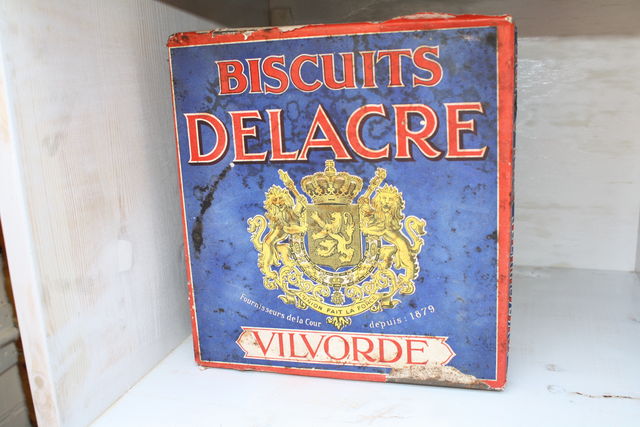 BISCUITS
DELACRE
L'UNION FAIT LA FORCE
Fournisseurs de la Cour depuis: 1879
VILVORDE